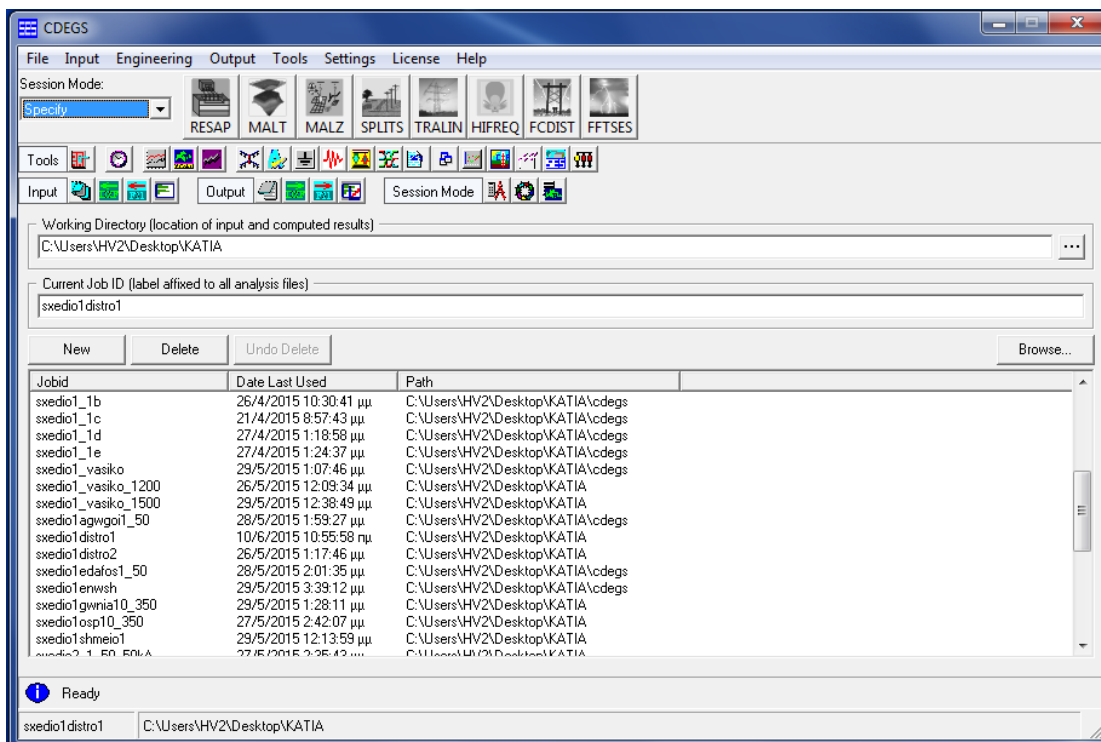 CDEGS
File Input Engineering Output Tools Settings License Help
Session Mode:
Specify
RESAP MALT MALZ SPLITS TRALIN HIFREQ FCDIST FFTSES
Tools
Input Output Session Mode
Working Directory (location of input and computed results)
C:\Users\HV2\Desktop\KATIA
...
Current Job ID (label affixed to all analysis files)
sxedio1distro1
New Delete Undo Delete Browse...
Jobid Date Last Used Path
sxedio1_1b 26/4/2015 10:30:41 μμ C:\Users\HV2\Desktop\KATIA\cdegs
sxedio1_1c 21/4/2015 8:57:43 μμ C:\Users\HV2\Desktop\KATIA\cdegs
sxedio1_1d 27/4/2015 1:18:58 μμ C:\Users\HV2\Desktop\KATIA\cdegs
sxedio1_1e 27/4/2015 1:24:37 μμ C:\Users\HV2\Desktop\KATIA\cdegs
sxedio1_vasiko 29/5/2015 1:07:46 μμ C:\Users\HV2\Desktop\KATIA\cdegs
sxedio1_vasiko_1200 26/5/2015 12:09:34 μμ C:\Users\HV2\Desktop\KATIA
sxedio1_vasiko_1500 29/5/2015 12:38:49 μμ C:\Users\HV2\Desktop\KATIA
sxedio1agwgoi1_50 28/5/2015 1:59:27 μμ C:\Users\HV2\Desktop\KATIA\cdegs
sxedio1distro1 10/6/2015 10:55:58 πμ C:\Users\HV2\Desktop\KATIA
sxedio1distro2 26/5/2015 1:17:46 μμ C:\Users\HV2\Desktop\KATIA
sxedio1edafos1_50 28/5/2015 2:01:35 μμ C:\Users\HV2\Desktop\KATIA\cdegs
sxedio1enwsh 29/5/2015 3:39:12 μμ C:\Users\HV2\Desktop\KATIA\cdegs
sxedio1gwnia10_350 29/5/2015 1:28:11 μμ C:\Users\HV2\Desktop\KATIA
sxedio1osp10_350 27/5/2015 2:42:07 μμ C:\Users\HV2\Desktop\KATIA
sxedio1shmeio1 29/5/2015 12:13:59 μμ C:\Users\HV2\Desktop\KATIA
sxedio2_1_50_50kA 27/5/2015 2:35:43 μμ C:\Users\HV2\Desktop\KATIA
Ready
sxedio1distro1 C:\Users\HV2\Desktop\KATIA